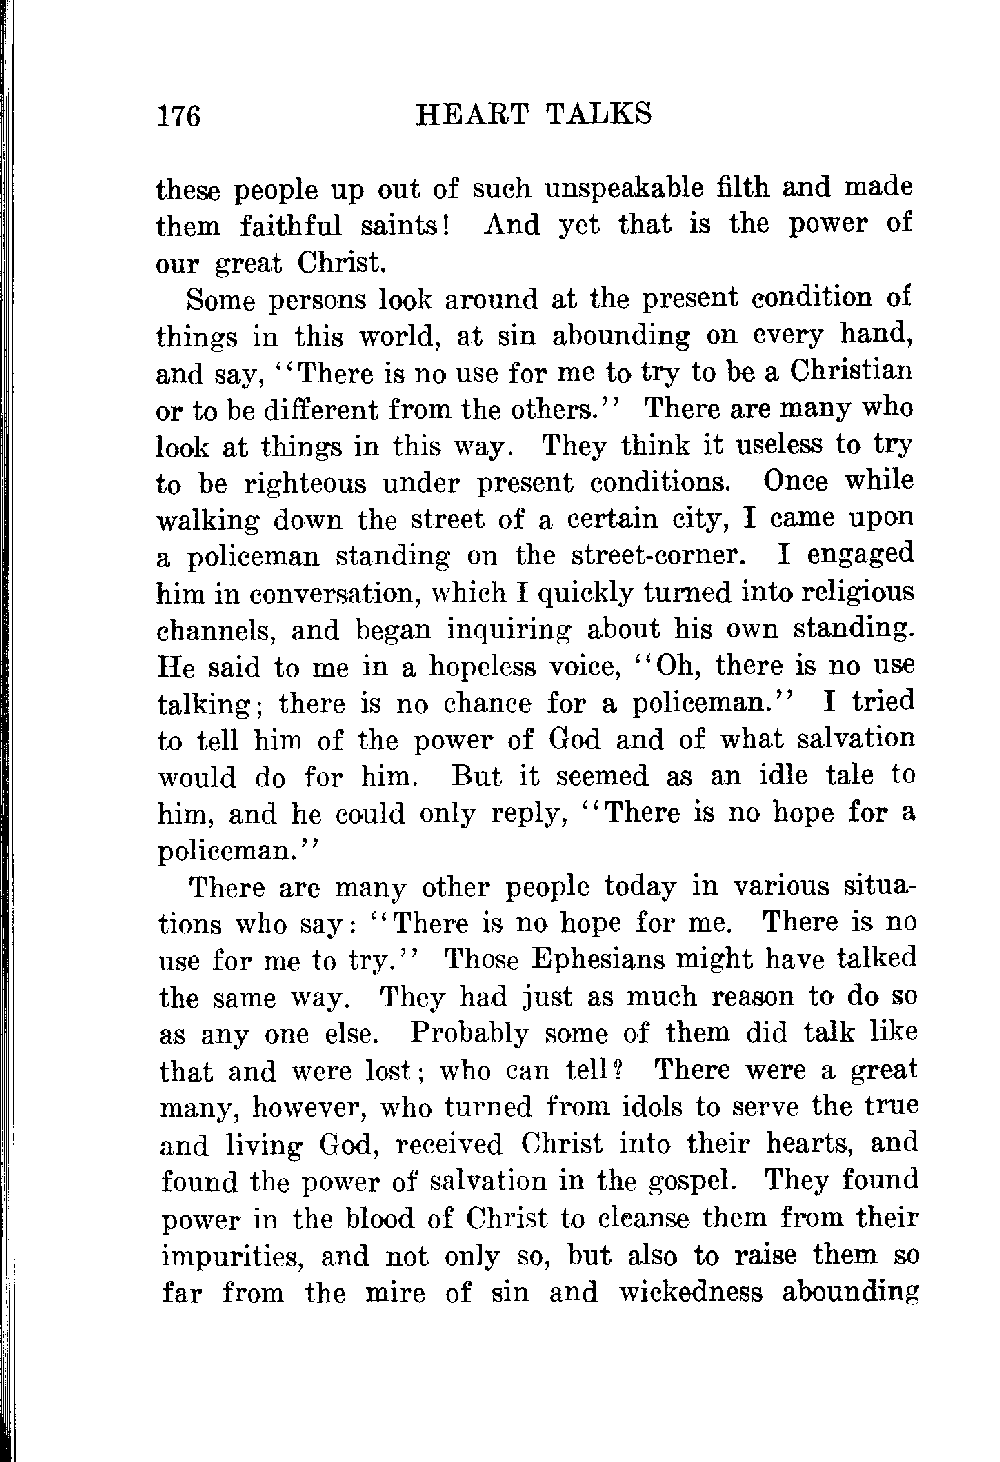 176 HEART TALKS
these people up out of such unspeakable filth and made
them faithful saints! And yet that is the power of
our great Christ.
Some persons look around at the present condition of
things in this world, at sin abounding on every hand,
and say, "There is no use for me to try to be a Christian
or to be different from the others." There are many who
look at things in this way. They think it useless to try
to be righteous under present conditions. Once while
walking down the street of a certain city, I came upon
a policeman standing on the street-corner. I engaged
him in conversation, which I quickly turned into religious
channels, and began inquiring about his own standing.
He said to me in a hopeless voice, "Oh, there is no use
talking; there is no chance for a policeman." I tried
to tell him of the power of God and of what salvation
would do for him. But it seemed as an idle tale to
him, and he could only reply, "There is no hope for a
policeman."
There are many other people today in various situa-
tions who say: "There is no hope for me. There is no
use for me to try." Those Ephesians might have talked
the same way. They had just as much reason to do so
as any one else. Probably some of them did talk like
that and were lost; who can tell? There were a great
many, however, who turned from idols to serve the true
and living God, received Christ into their hearts, and
found the power of salvation in the gospel. They found
power in the blood of Christ to cleanse them from their
impurities, and not only so, but also to raise them so
far from the mire of sin and wickedness abounding